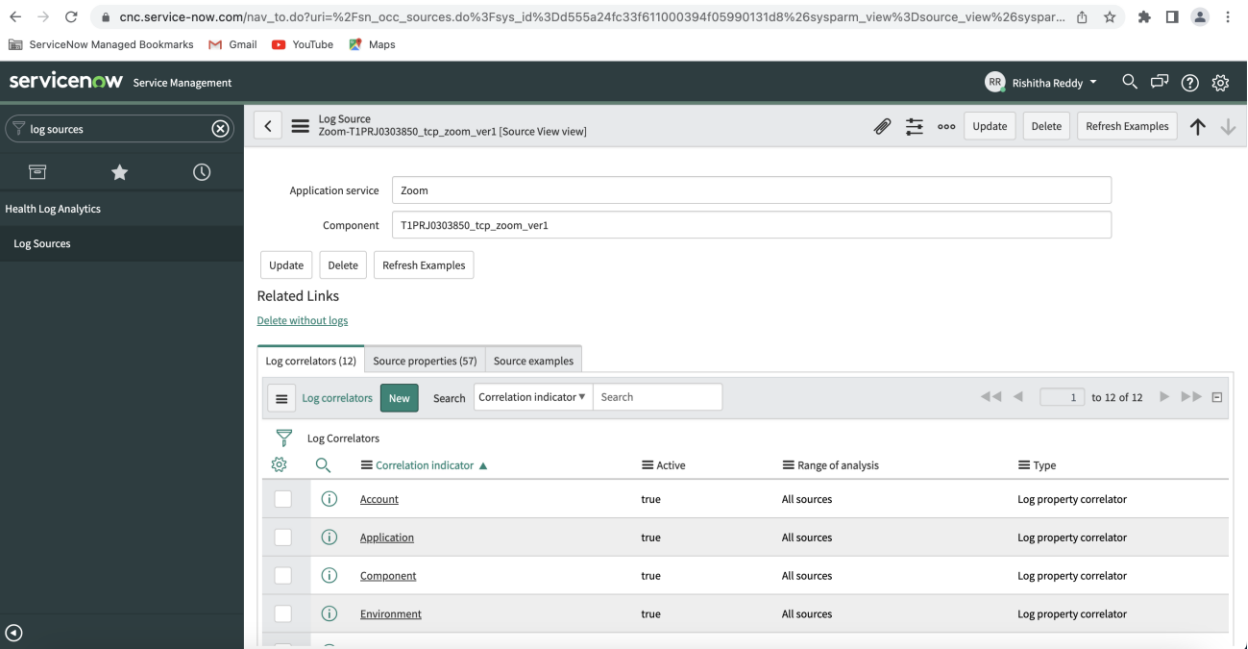 cnc.service-now.com/nav_to.do?uri=%2Fsn_occ_sources.do%3Fsys_id%3Dd555a24fc33f611000394f05990131d8%26sysparm_view%3Dsource_view%26syspar...
ServiceNow Managed Bookmarks Gmail YouTube Maps
servicenow Service Management
RR Rishitha Reddy
log sources
Log Source
Zoom-T1PRJ0303850_tcp_zoom_ver1 [Source View view]
Update Delete Refresh Examples
Health Log Analytics
Log Sources
Application service Zoom
Component T1PRJ0303850_tcp_zoom_ver1
Update Delete Refresh Examples
Related Links
Delete without logs
Log correlators (12) Source properties (57) Source examples
Log correlators New Search Correlation indicator Search 1 to 12 of 12
Log Correlators
Correlation indicator Active Range of analysis Type
Account true All sources Log property correlator
Application true All sources Log property correlator
Component true All sources Log property correlator
Environment true All sources Log property correlator